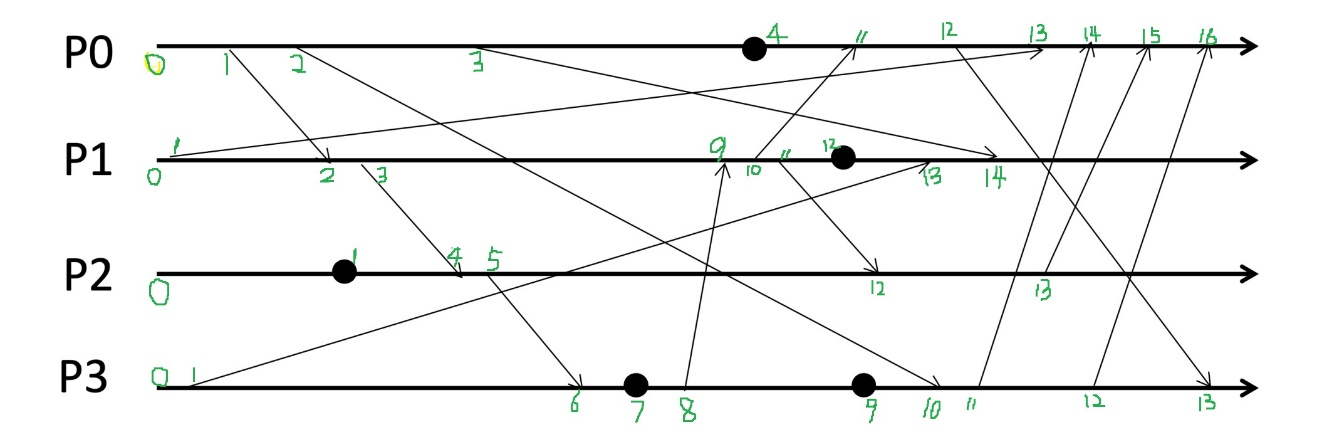 P0 0 1 2 3 4 11 12 13 14 15 16
P1 0 1 2 3 9 10 11 12 13 14
P2 0 1 4 5 12 13
P3 0 1 6 7 8 9 10 11 12 13